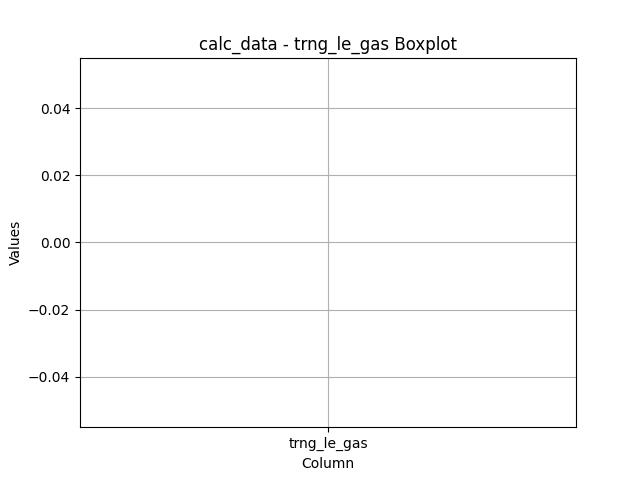 calc_data - trng_le_gas Boxplot
0.04
0.02
0.00
−0.02
−0.04
Values
trng_le_gas
Column